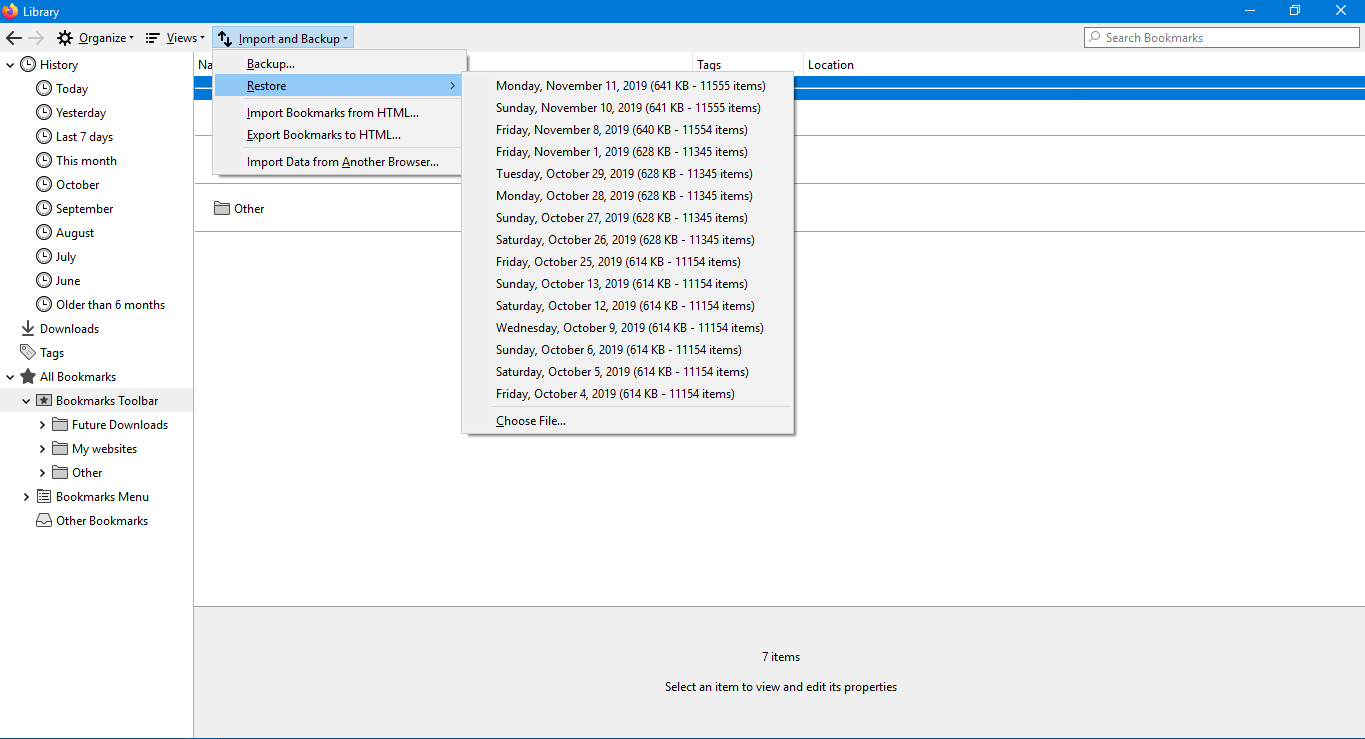 Library
Organize
Views
Import and Backup
Search Bookmarks
History
Today
Yesterday
Last 7 days
This month
October
September
August
July
June
Older than 6 months
Downloads
Tags
All Bookmarks
Bookmarks Toolbar
Future Downloads
My websites
Other
Bookmarks Menu
Other Bookmarks
Na
Tags
Location
Backup...
Restore
Import Bookmarks from HTML...
Export Bookmarks to HTML...
Import Data from Another Browser...
Monday, November 11, 2019 (641 KB - 11555 items)
Sunday, November 10, 2019 (641 KB - 11555 items)
Friday, November 8, 2019 (640 KB - 11554 items)
Friday, November 1, 2019 (628 KB - 11345 items)
Tuesday, October 29, 2019 (628 KB - 11345 items)
Monday, October 28, 2019 (628 KB - 11345 items)
Sunday, October 27, 2019 (628 KB - 11345 items)
Saturday, October 26, 2019 (628 KB - 11345 items)
Friday, October 25, 2019 (614 KB - 11154 items)
Sunday, October 13, 2019 (614 KB - 11154 items)
Saturday, October 12, 2019 (614 KB - 11154 items)
Wednesday, October 9, 2019 (614 KB - 11154 items)
Sunday, October 6, 2019 (614 KB - 11154 items)
Saturday, October 5, 2019 (614 KB - 11154 items)
Friday, October 4, 2019 (614 KB - 11154 items)
Choose File...
Other
7 items
Select an item to view and edit its properties